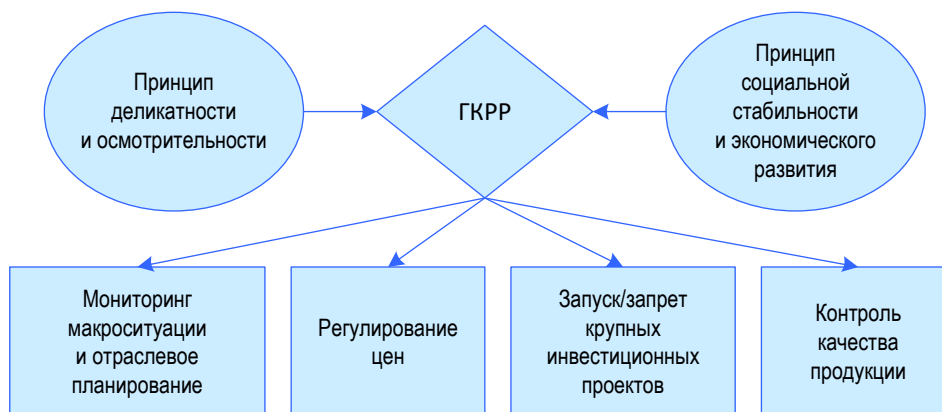 Принцип
деликатности
и осмотрительности
ГКРР
Принцип
социальной
стабильности
и экономического
развития
Мониторинг
макроситуации
и отраслевое
планирование
Регулирование
цен
Запуск/запрет
крупных
инвестиционных
проектов
Контроль
качества
продукции